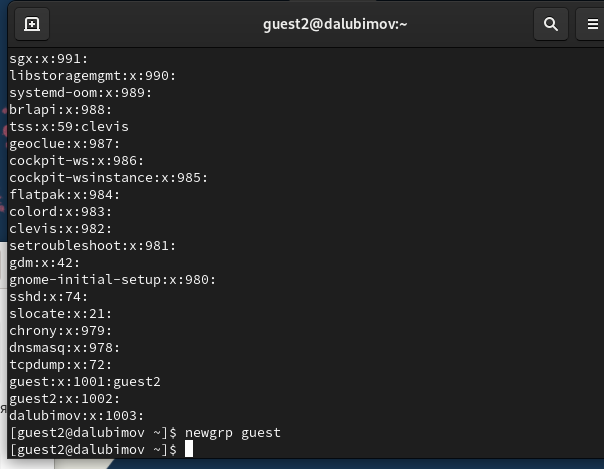 guest2@dalubimov:~
sgx:x:991:
libstoragemgmt:x:990:
systemd-oom:x:989:
brlapi:x:988:
tss:x:59:clevis
geoclue:x:987:
cockpit-ws:x:986:
cockpit-wsinstance:x:985:
flatpak:x:984:
colord:x:983:
clevis:x:982:
setroubleshoot:x:981:
gdm:x:42:
gnome-initial-setup:x:980:
sshd:x:74:
slocate:x:21:
chrony:x:979:
dnsmasq:x:978:
tcpdump:x:72:
guest:x:1001:guest2
guest2:x:1002:
dalubimov:x:1003:
[guest2@dalubimov ~]$ newgrp guest
[guest2@dalubimov ~]$